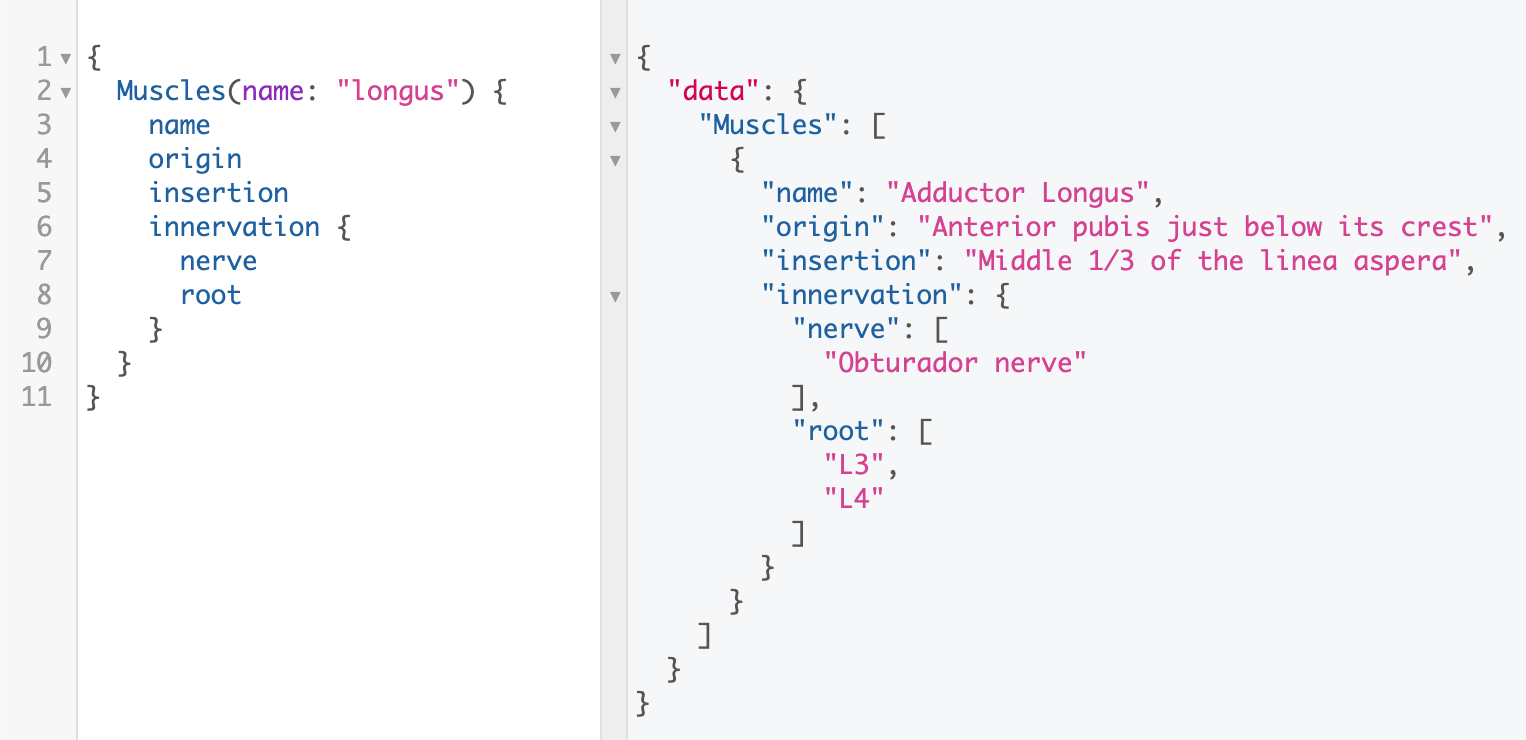 1 {
2 Muscles(name: "longus") {
3 name
4 origin
5 insertion
6 innervation {
7 nerve
8 root
9 }
10 }
11 }
{
"data": {
"Muscles": [
{
"name": "Adductor Longus",
"origin": "Anterior pubis just below its crest",
"insertion": "Middle 1/3 of the linea aspera",
"innervation": {
"nerve": [
"Obturador nerve"
],
"root": [
"L3",
"L4"
]
}
}
]
}
}